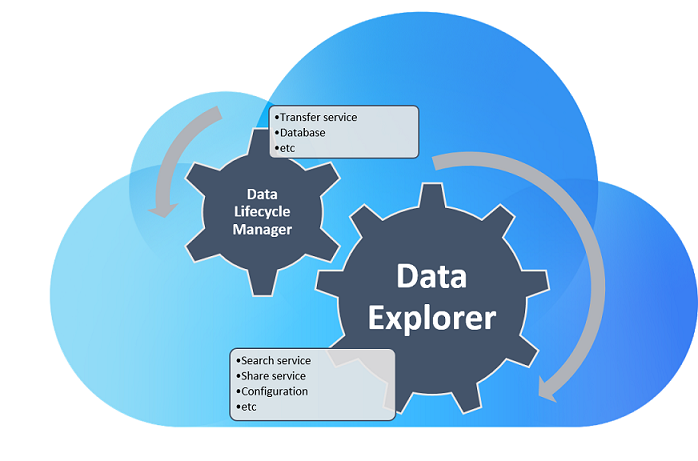 •Transfer service
•Database
•etc
Data
Lifecycle
Manager
Data
Explorer
•Search service
•Share service
•Configuration
•etc